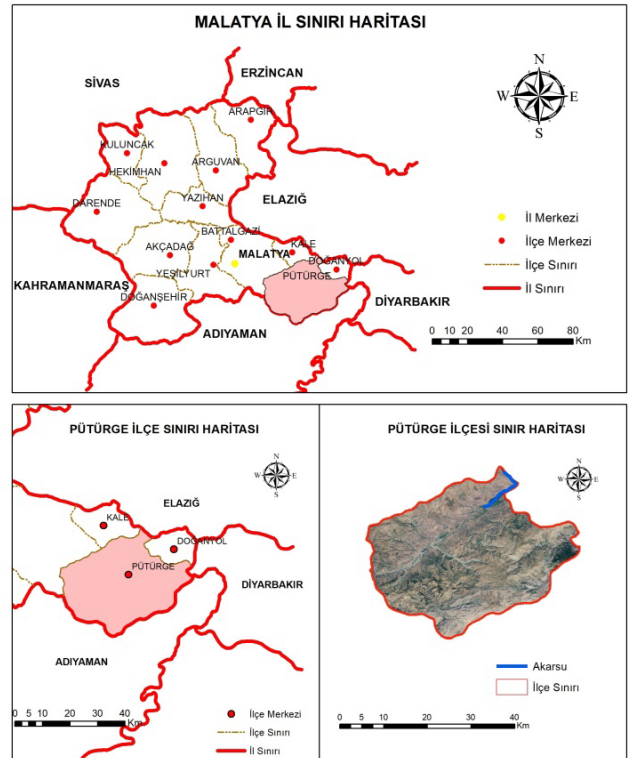 MALATYA İL SINIRI HARİTASI
ERZİNCAN
SİVAS
N
W E
S
ARAPGİR
KULUNCAK
ARGUVAN
HEKİMHAN
ELAZIĞ
YAZIHAN
DARENDE
İl Merkezi
BATTALGAZİ
İlçe Merkezi
AKÇADAĞ
MALATYA
KALE
İlçe Sınırı
DOĞANYOL
YEŞİLYURT
PÜTÜRGE
KAHRAMANMARAŞ
İl Sınırı
DOĞANŞEHİR
DİYARBAKIR
ADIYAMAN
0 5 10 20 40 60 80
Km
PÜTÜRGE İLÇE SINIRI HARİTASI
N
W E
S
ELAZIĞ
KALE
DOĞANYOL
PÜTÜRGE
DİYARBAKIR
ADIYAMAN
İlçe Merkezi
0 5 10 20 30 40
Km
İlçe Sınırı
İl Sınırı
PÜTÜRGE İLÇESİ SINIR HARİTASI
N
W E
S
Akarsu
İlçe Sınırı
0 5 10 20 30 40
Km